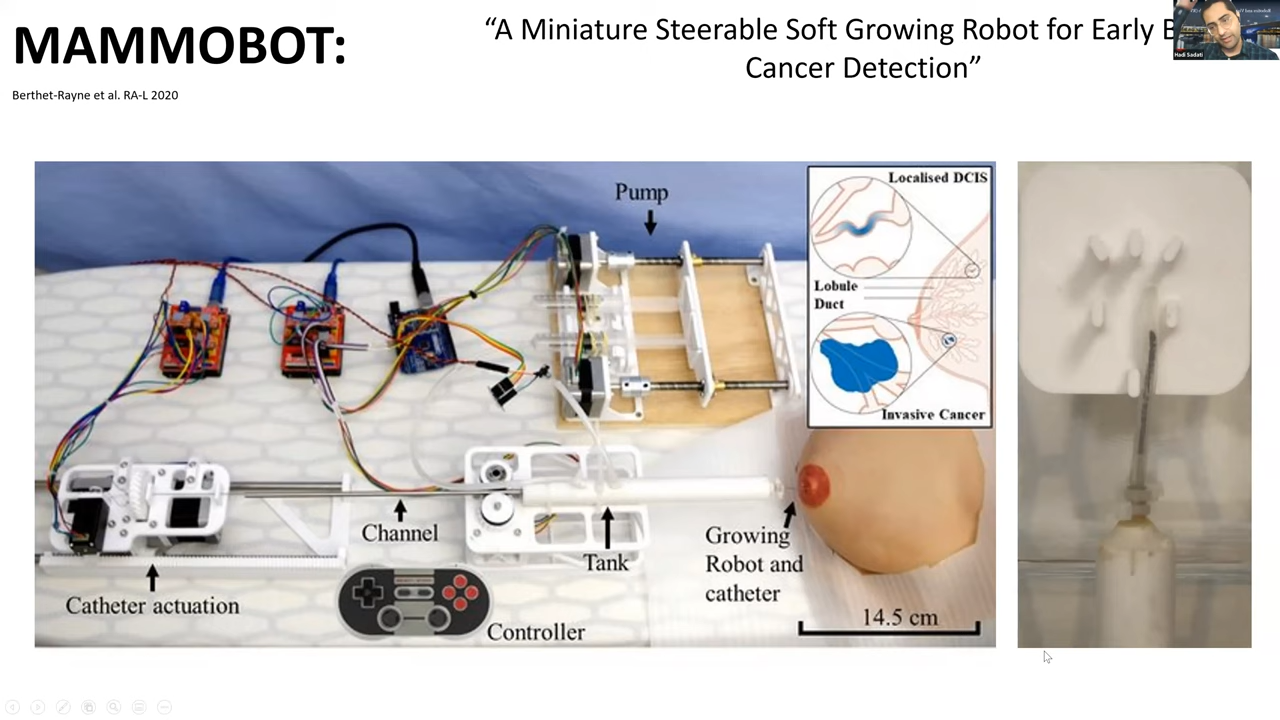 MAMMOBOT:
“A Miniature Steerable Soft Growing Robot for Early
Cancer Detection”
Berthet-Rayne et al. RA-L 2020
Hadi Sadati
Pump
Localised DCIS
Lobule
Duct
Invasive Cancer
Channel
Tank
Growing
Robot and
catheter
Catheter actuation
Controller
14.5 cm